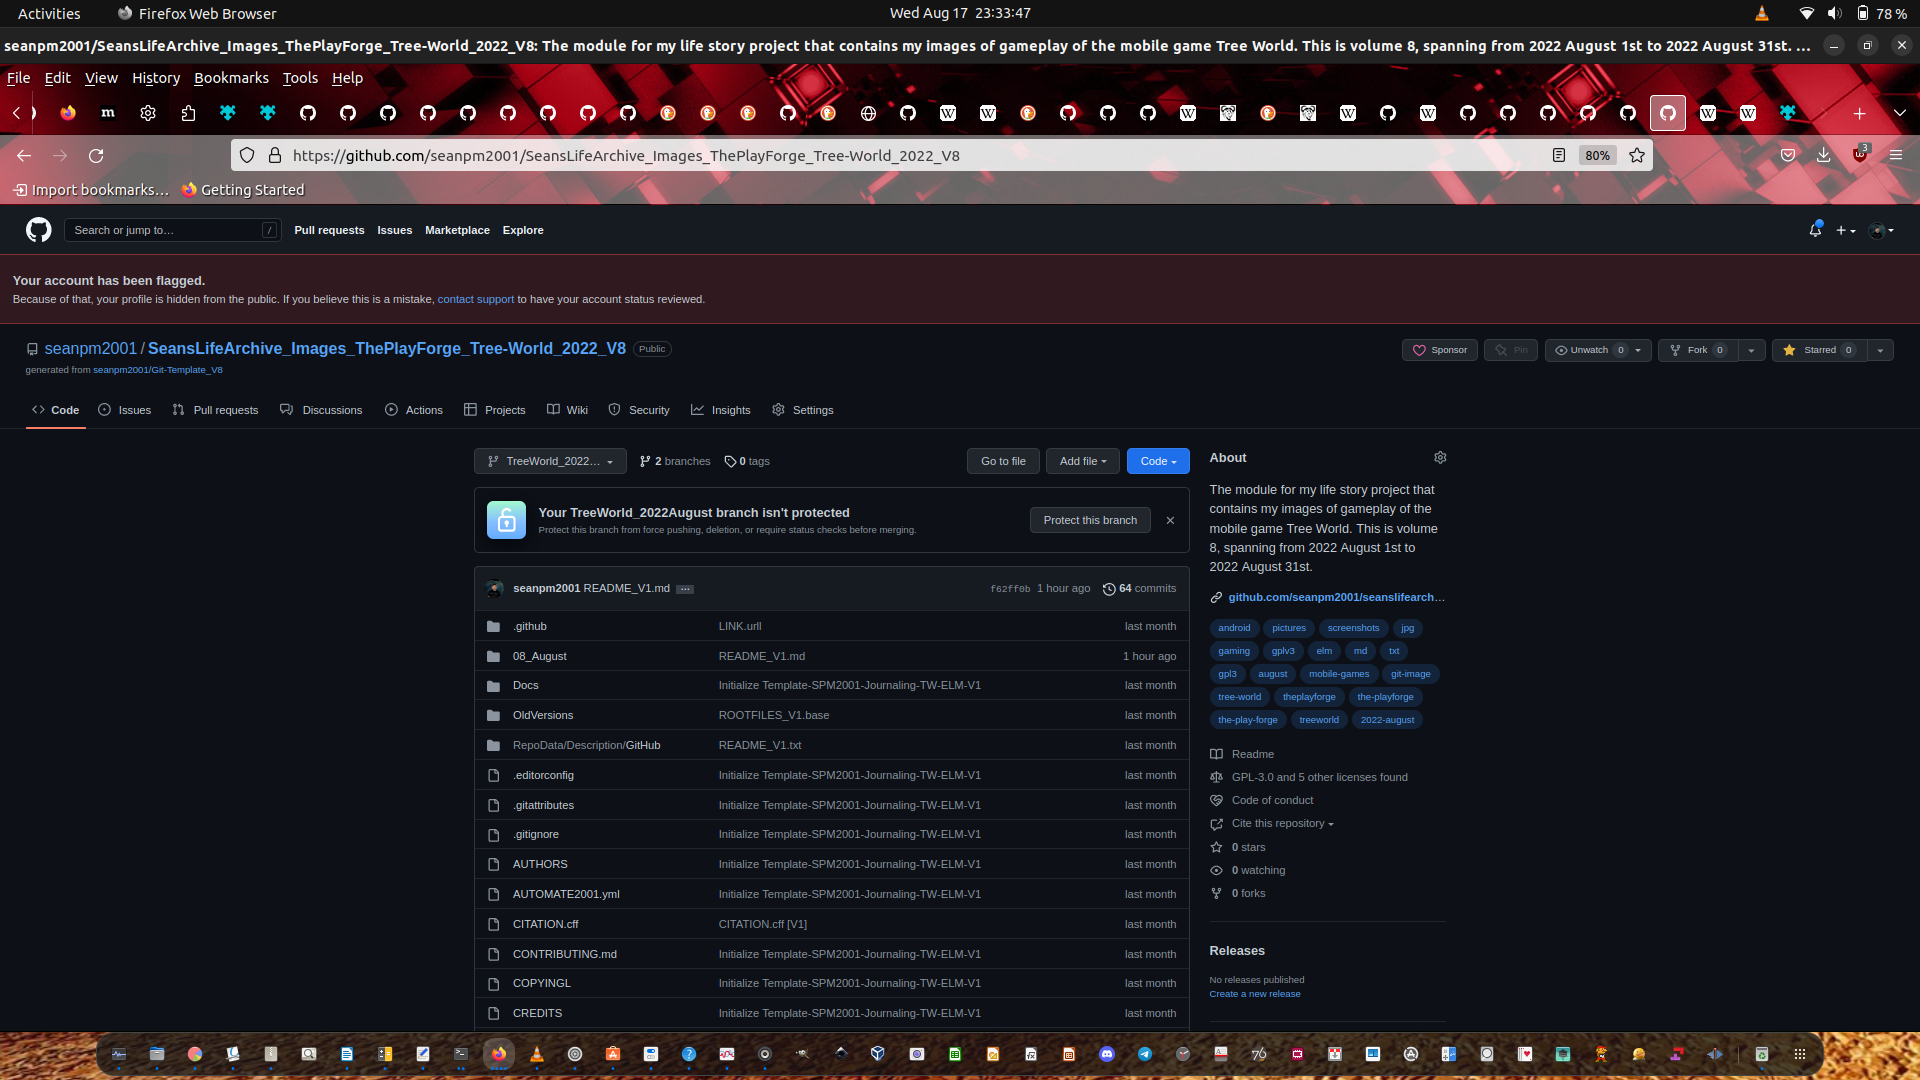 Activities
Firefox Web Browser
Wed Aug 17 23:33:47
78 %
seanpm2001/SeansLifeArchive_Images_ThePlayForge_Tree-World_2022_V8: The module for my life story project that contains my images of gameplay of the mobile game Tree World. This is volume 8, spanning from 2022 August 1st to 2022 August 31st. ...
File Edit View History Bookmarks Tools Help
https://github.com/seanpm2001/SeansLifeArchive_Images_ThePlayForge_Tree-World_2022_V8
80%
3
Import bookmarks…
Getting Started
Search or jump to…
/
Pull requests Issues Marketplace Explore
Your account has been flagged.
Because of that, your profile is hidden from the public. If you believe this is a mistake, contact support to have your account status reviewed.
seanpm2001 / SeansLifeArchive_Images_ThePlayForge_Tree-World_2022_V8 Public
Sponsor
Pin
Unwatch 0
Fork 0
Starred 0
generated from seanpm2001/Git-Template_V8
Code Issues Pull requests Discussions Actions Projects Wiki Security Insights Settings
TreeWorld_2022…
2 branches
0 tags
Go to file
Add file
Code
Your TreeWorld_2022August branch isn't protected
Protect this branch from force pushing, deletion, or require status checks before merging.
Protect this branch
seanpm2001 README_V1.md … f62ff0b 1 hour ago 64 commits
.github LINK.urll last month
08_August README_V1.md 1 hour ago
Docs Initialize Template-SPM2001-Journaling-TW-ELM-V1 last month
OldVersions ROOTFILES_V1.base last month
RepoData/Description/GitHub README_V1.txt last month
.editorconfig Initialize Template-SPM2001-Journaling-TW-ELM-V1 last month
.gitattributes Initialize Template-SPM2001-Journaling-TW-ELM-V1 last month
.gitignore Initialize Template-SPM2001-Journaling-TW-ELM-V1 last month
AUTHORS Initialize Template-SPM2001-Journaling-TW-ELM-V1 last month
AUTOMATE2001.yml Initialize Template-SPM2001-Journaling-TW-ELM-V1 last month
CITATION.cff CITATION.cff [V1] last month
CONTRIBUTING.md Initialize Template-SPM2001-Journaling-TW-ELM-V1 last month
COPYINGL Initialize Template-SPM2001-Journaling-TW-ELM-V1 last month
CREDITS Initialize Template-SPM2001-Journaling-TW-ELM-V1 last month
About
The module for my life story project that
contains my images of gameplay of the
mobile game Tree World. This is volume
8, spanning from 2022 August 1st to
2022 August 31st.
github.com/seanpm2001/seanslifearch…
android pictures screenshots jpg
gaming gplv3 elm md txt
gpl3 august mobile-games git-image
tree-world theplayforge the-playforge
the-play-forge treeworld 2022-august
Readme
GPL-3.0 and 5 other licenses found
Code of conduct
Cite this repository
0 stars
0 watching
0 forks
Releases
No releases published
Create a new release